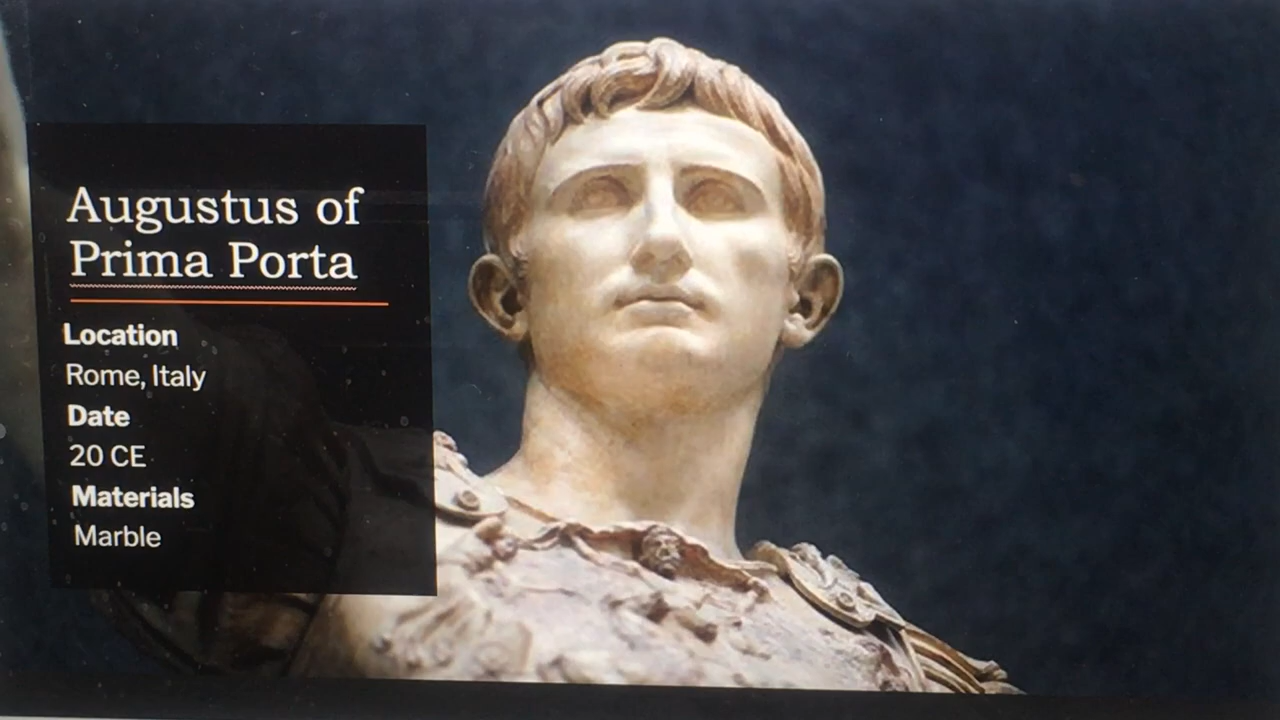 Augustus of
Prima Porta
Location
Rome, Italy
Date
20 CE
Materials
Marble